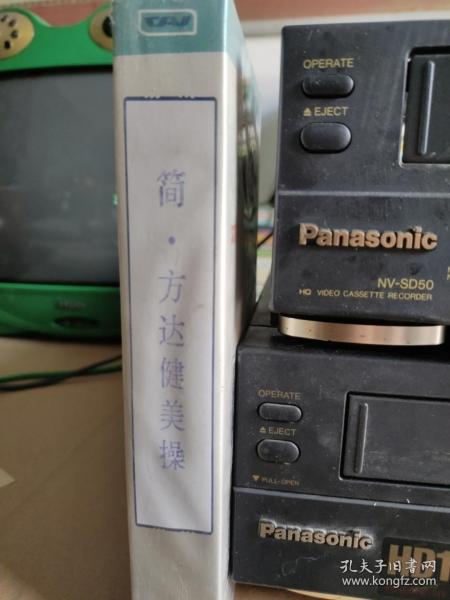 简·方达健美操
OPERATE
▲ EJECT
Panasonic
NV-SD50
HQ VIDEO CASSETTE RECORDER
OPERATE
▲ EJECT
▼ PULL-OPEN
Panasonic
HD1
孔夫子旧书网
www.kongfz.com